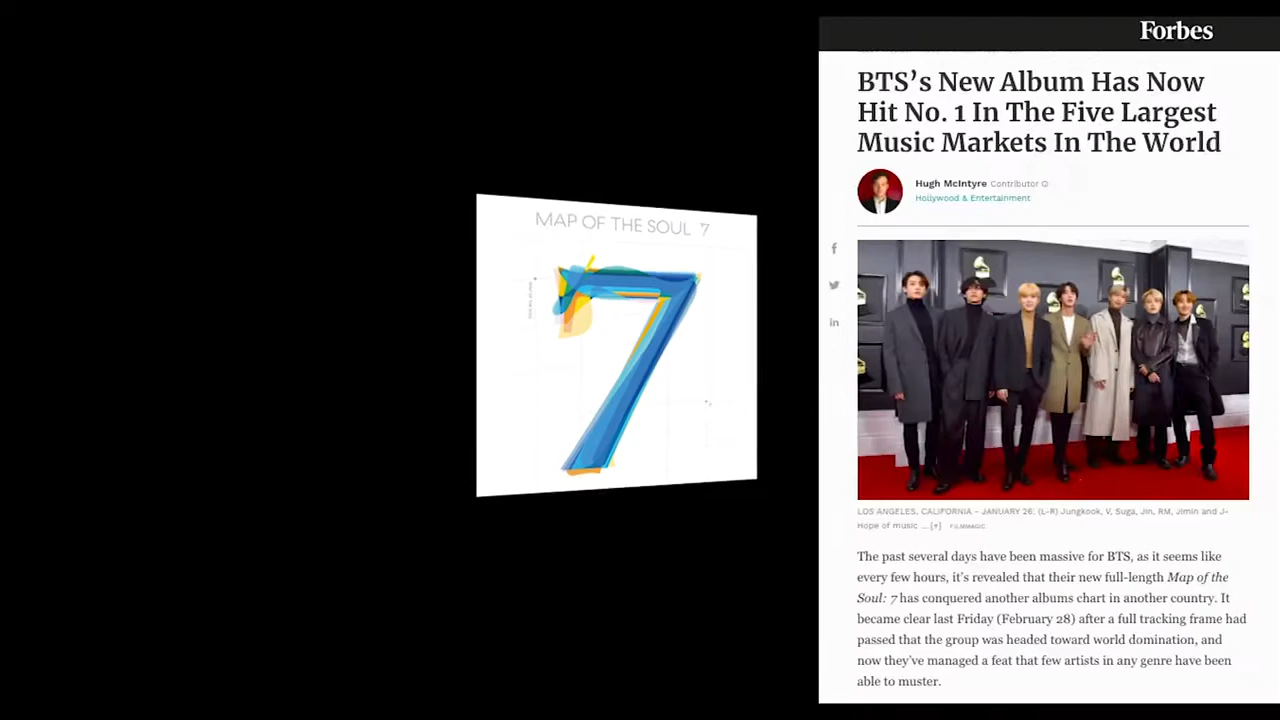 Forbes
BTS's New Album Has Now
Hit No. 1 In The Five Largest
Music Markets In The World
Hugh McIntyre Contributor
Hollywood & Entertainment
MAP OF THE SOUL 7
7
LOS ANGELES, CALIFORNIA - JANUARY 26: (L-R) Jungkook, V, Suga, Jin, RM, Jimin and J-
Hope of music ...[+] FILMMAGIC
The past several days have been massive for BTS, as it seems like
every few hours, it's revealed that their new full-length Map of the
Soul: 7 has conquered another albums chart in another country. It
became clear last Friday (February 28) after a full tracking frame had
passed that the group was headed toward world domination, and
now they've managed a feat that few artists in any genre have been
able to muster.